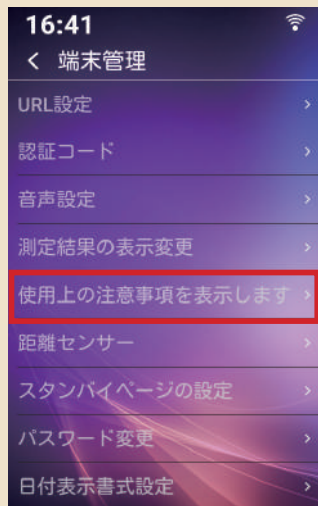 16:41
端末管理
URL設定
認証コード
音声設定
測定結果の表示変更
使用上の注意事項を表示します
距離センサー
スタンバイページの設定
パスワード変更
日付表示書式設定